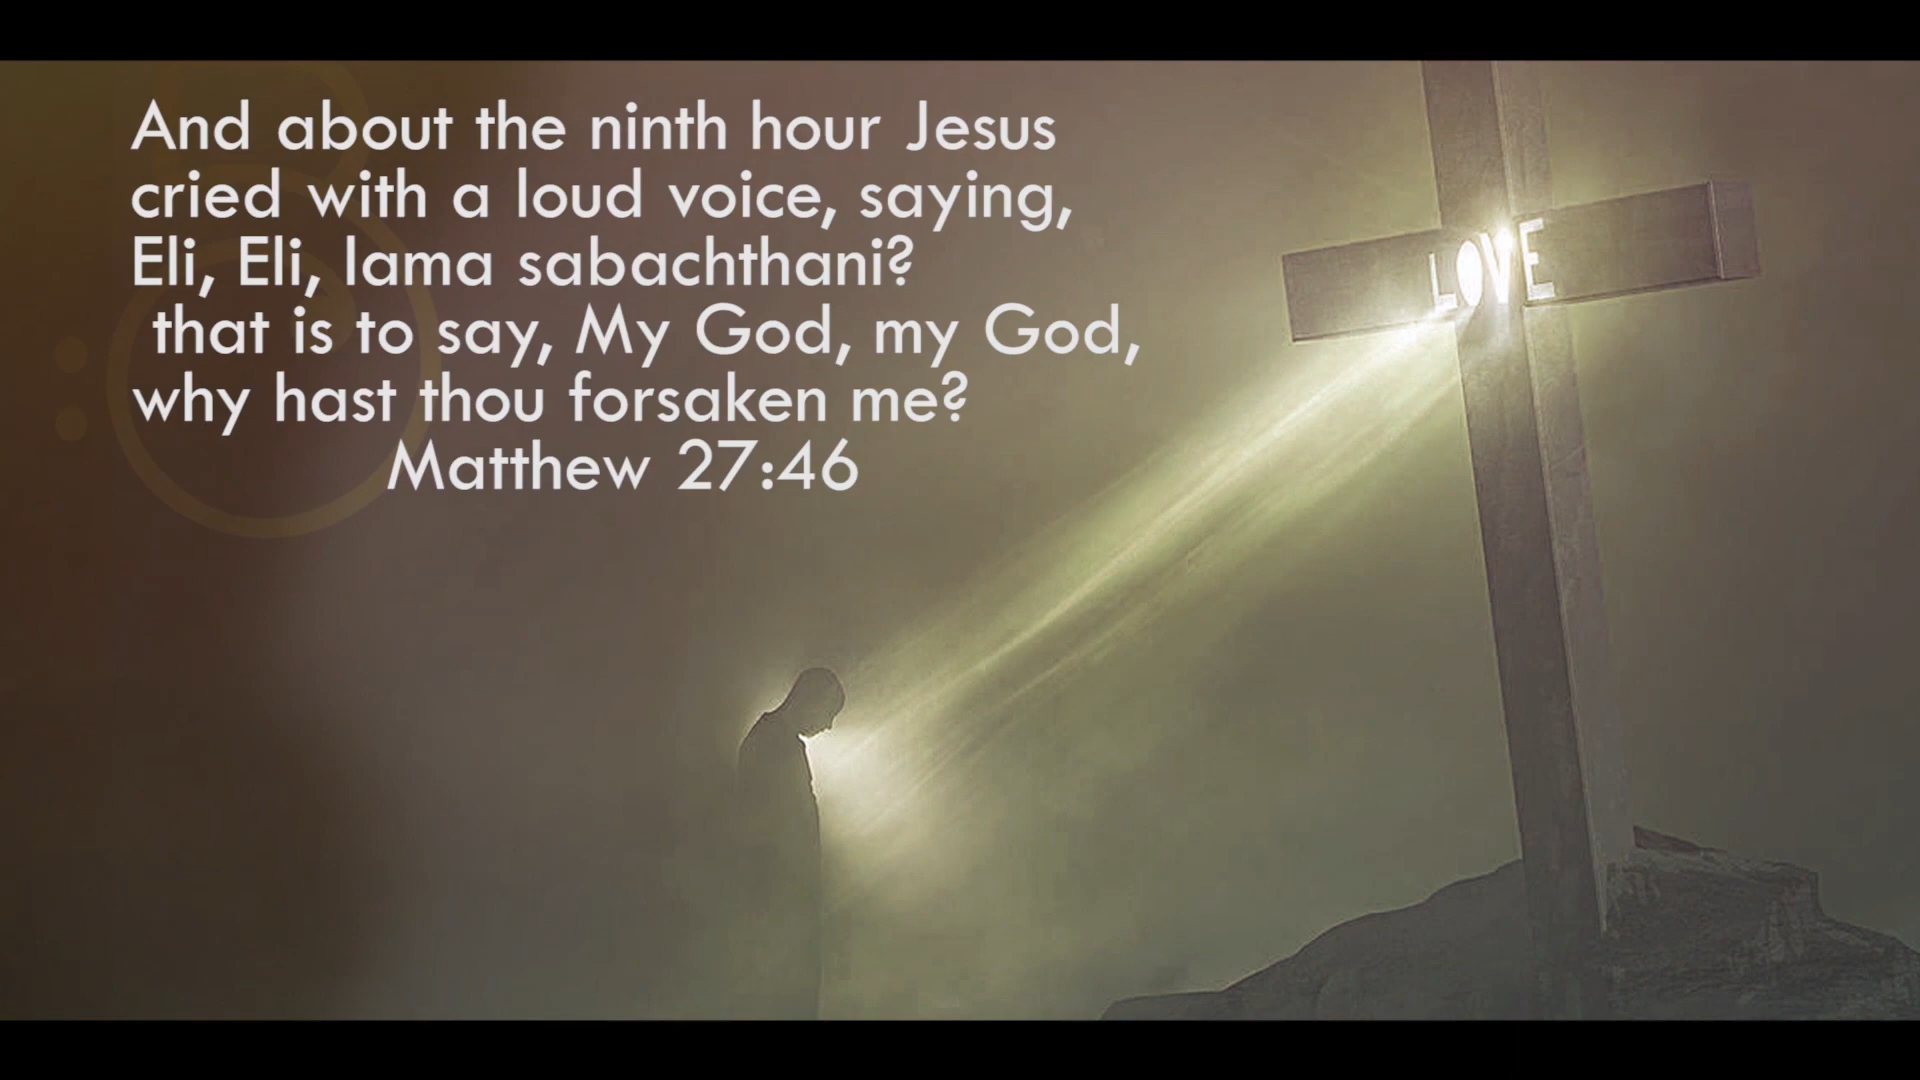 And about the ninth hour Jesus
cried with a loud voice, saying,
Eli, Eli, lama sabachthani?
that is to say, My God, my God,
why hast thou forsaken me?
Matthew 27:46
LOVE